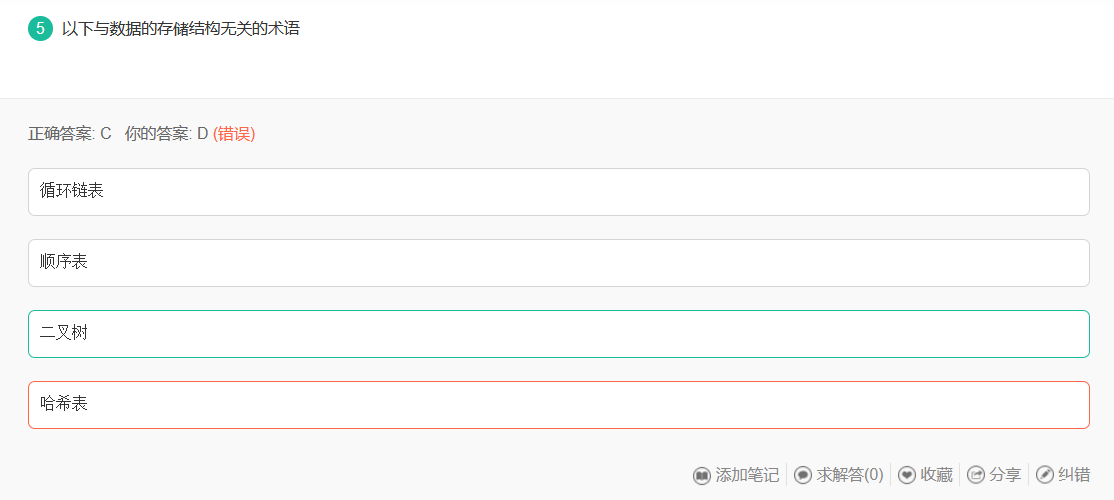 5 以下与数据的存储结构无关的术语
正确答案: C 你的答案: D (错误)
循环链表
顺序表
二叉树
哈希表
添加笔记 求解答(0) 收藏 分享 纠错